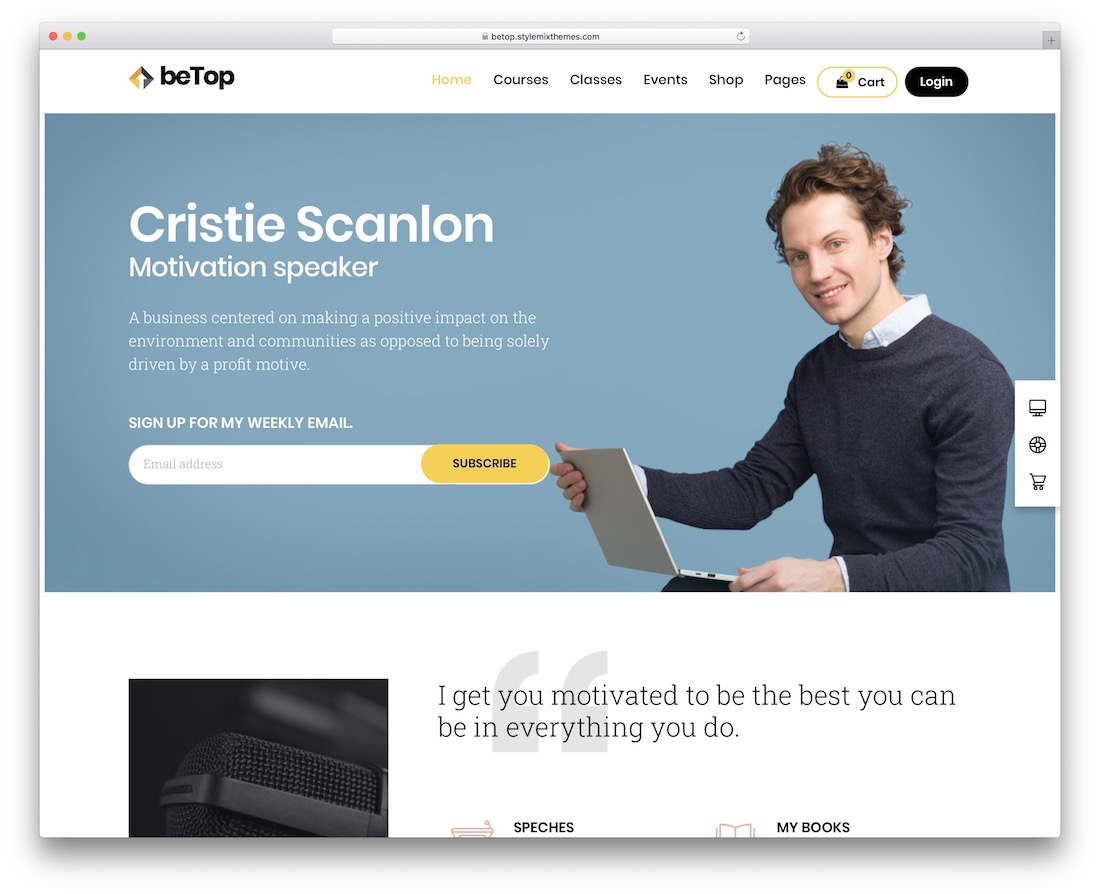 betop.stylemixthemes.com
beTop
Home Courses Classes Events Shop Pages 0 Cart Login
Cristie Scanlon
Motivation speaker
A business centered on making a positive impact on the
environment and communities as opposed to being solely
driven by a profit motive.
SIGN UP FOR MY WEEKLY EMAIL.
Email address SUBSCRIBE
I get you motivated to be the best you can
be in everything you do.
SPECHES MY BOOKS